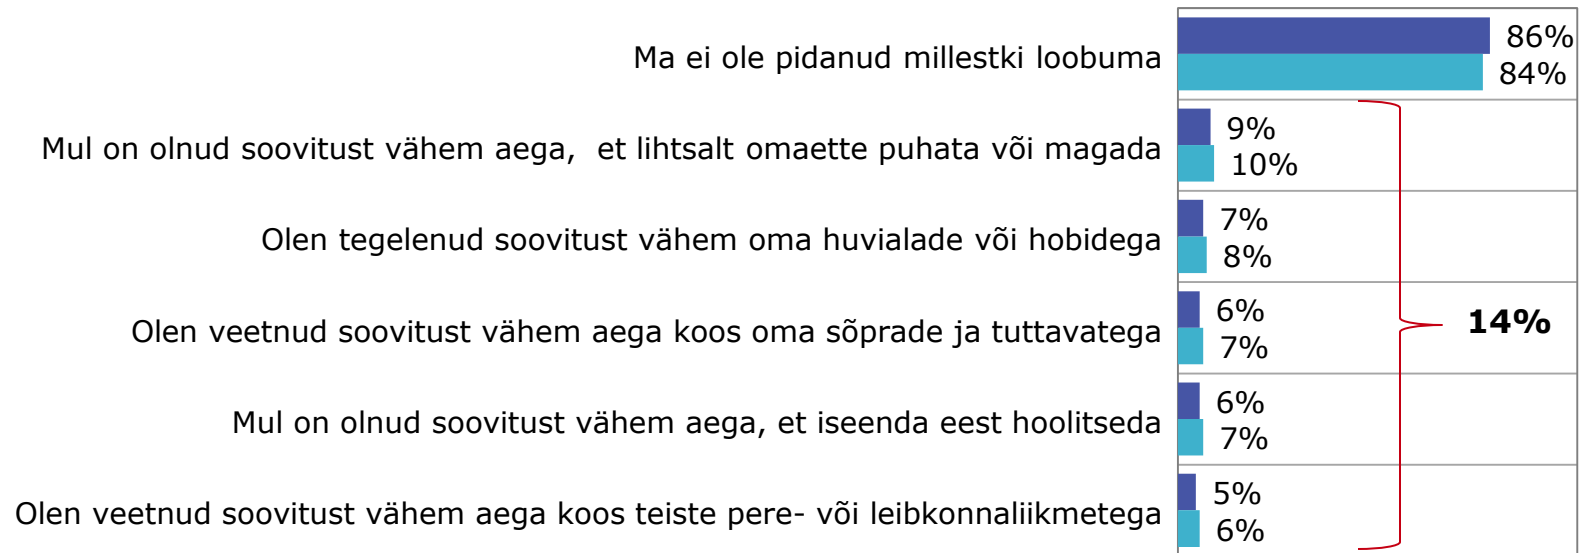 Ma ei ole pidanud millestki loobuma
86%
84%
Mul on olnud soovitust vähem aega,  et lihtsalt omaette puhata või magada
9%
10%
Olen tegelenud soovitust vähem oma huvialade või hobidega
7%
8%
Olen veetnud soovitust vähem aega koos oma sõprade ja tuttavatega
6%
7%
14%
Mul on olnud soovitust vähem aega, et iseenda eest hoolitseda
6%
7%
Olen veetnud soovitust vähem aega koos teiste pere- või leibkonnaliikmetega
5%
6%